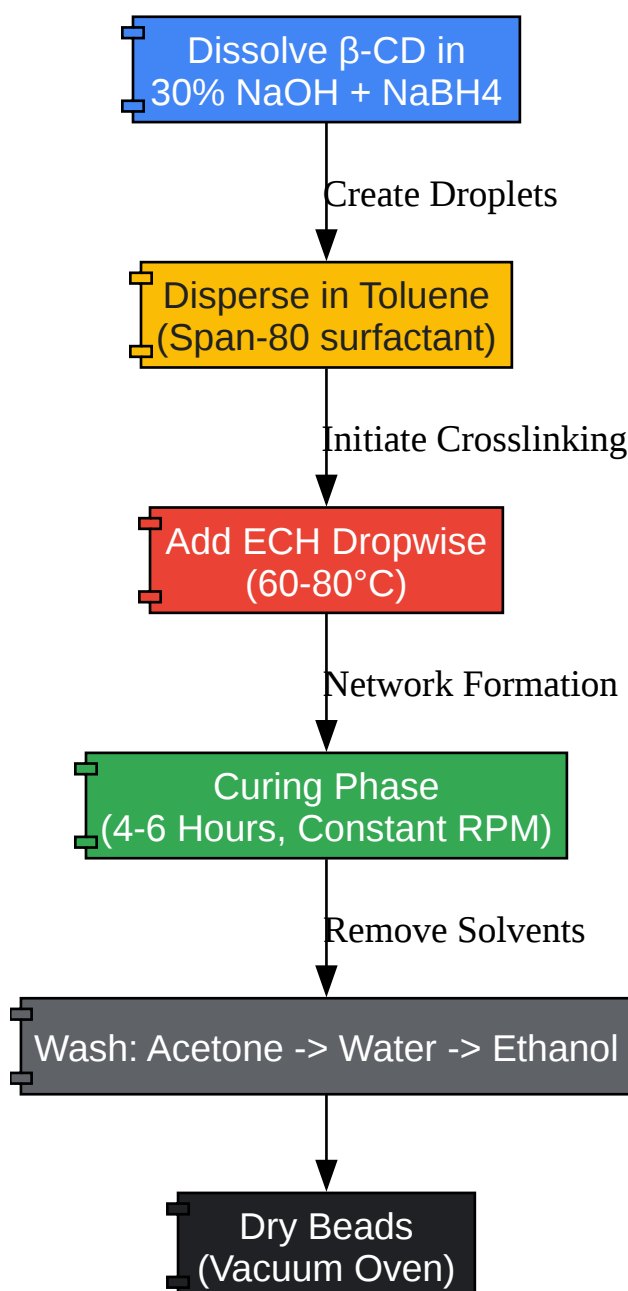 Dissolve β-CD in
30% NaOH + NaBH4
Create Droplets
Disperse in Toluene
(Span-80 surfactant)
Initiate Crosslinking
Add ECH Dropwise
(60-80°C)
Network Formation
Curing Phase
(4-6 Hours, Constant RPM)
Remove Solvents
Wash: Acetone -> Water -> Ethanol
Dry Beads
(Vacuum Oven)